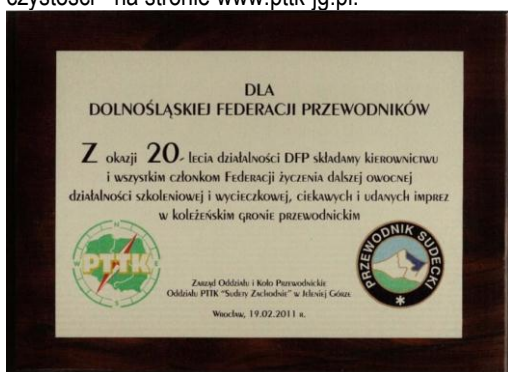 czystości" na stronie www.pttk-jg.pl.
DLA
DOLNOŚLĄSKIEJ FEDERACJI PRZEWODNIKÓW
Z okazji 20- lecia działalności DFP składamy kierownictwu
i wszystkim członkom Federacji życzenia dalszej owocnej
działalności szkoleniowej i wycieczkowej, ciekawych i udanych imprez
w koleżeńskim gronie przewodnickim
PTTK
PRZEWODNIK SUDECKI
Zarząd Oddziału i Koło Przewodnickie
Oddziału PTTK "Sudety Zachodnie" w Jeleniej Górze
Wrocław, 19.02.2011 r.